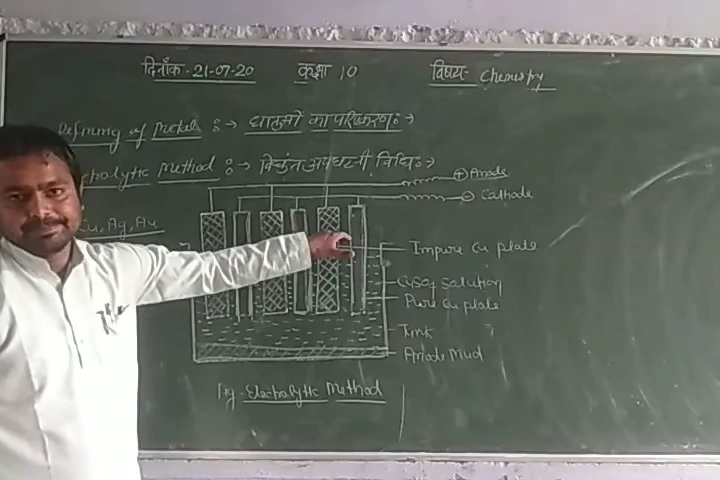 दिनाँक-21-07-20 कक्षा 10 विषय- Chemistry
Refining of Metals :-> धातुओं का परिष्करण :->
Electrolytic Method :-> विद्युत अपघटनी विधि :->
⊕ Anode
⊖ Cathode
Cu, Ag, Au
Impure Cu plate
CuSO4 solution
Pure Cu plate
Tank
Anode Mud
Fig- Electrolytic Method